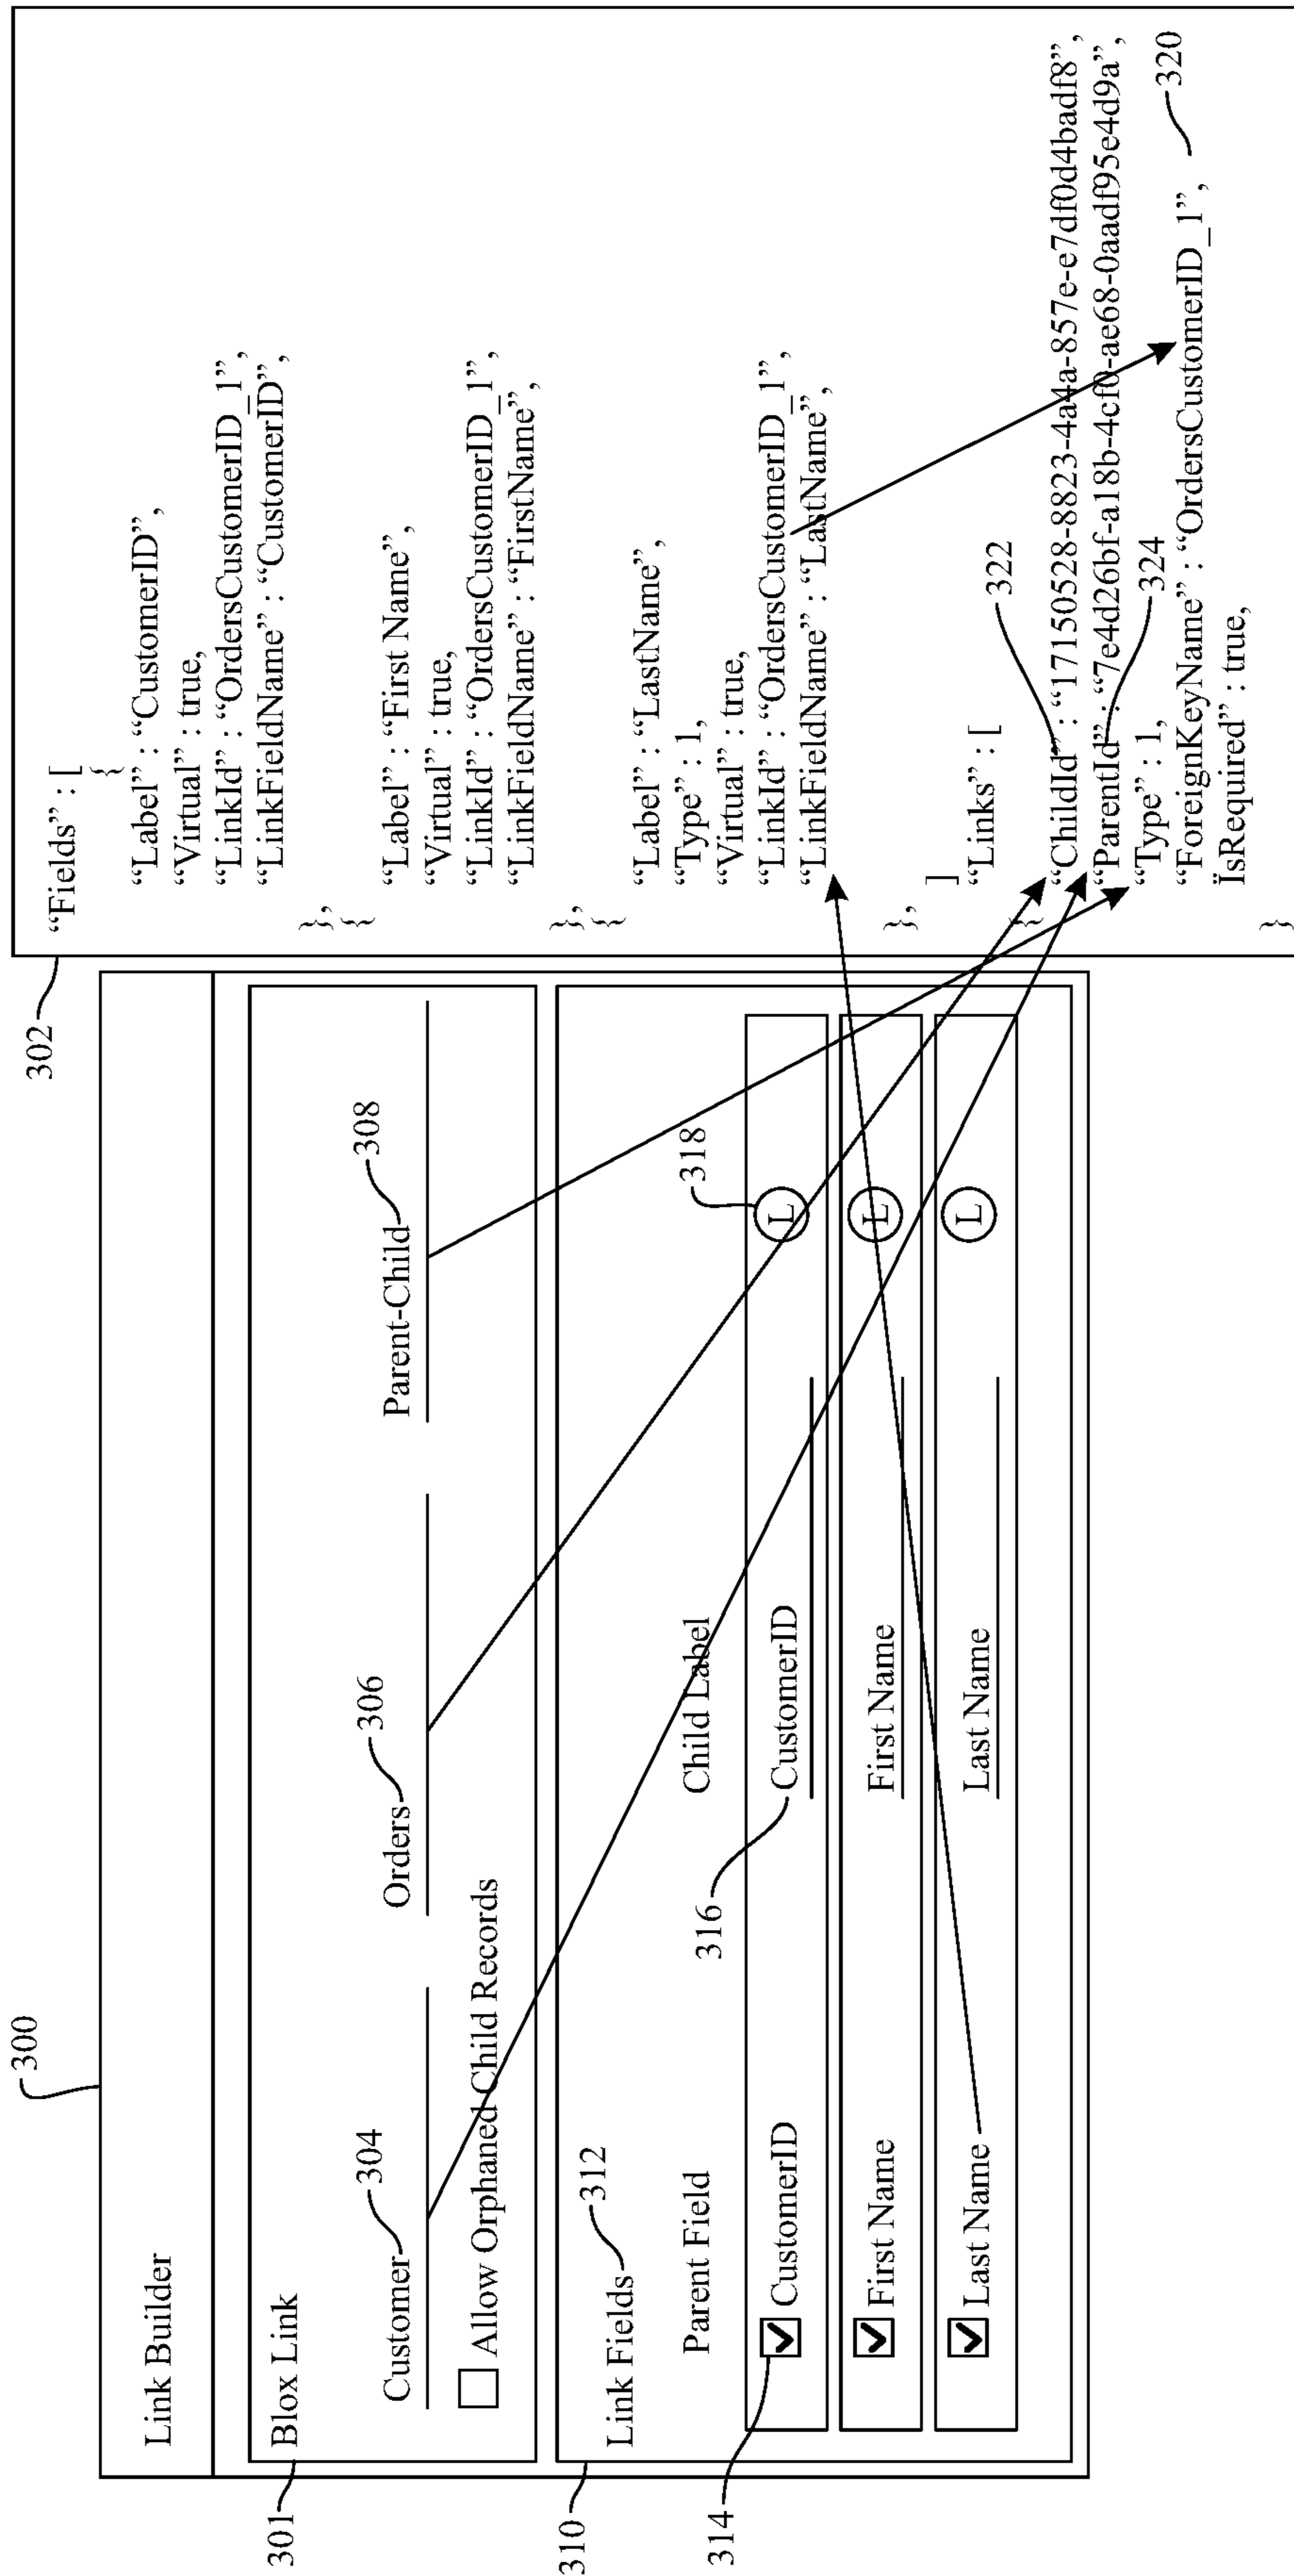 300
Link Builder
301
Blox Link
Customer 304
Orders 306
Parent-Child 308
Allow Orphaned Child Records
310
Link Fields 312
Parent Field
Child Label
314
CustomerID
316
CustomerID
L
318
First Name
First Name
L
Last Name
Last Name
L
302
“Fields” : [
{
“Label” : “CustomerID”,
“Virtual” : true,
“LinkId” : “OrdersCustomerID_1”,
“LinkFieldName” : “CustomerID”,
},
{
“Label” : “First Name”,
“Virtual” : true,
“LinkId” : “OrdersCustomerID_1”,
“LinkFieldName” : “FirstName”,
},
{
“Label” : “LastName”,
“Type” : 1,
“Virtual” : true,
“LinkId” : “OrdersCustomerID_1”,
“LinkFieldName” : “LastName”,
},
]
“Links” : [
322
{
“ChildId” : “17150528-8823-4a4a-857e-e7df0d4badf8”,
“ParentId” : “7e4d26bf-a18b-4cf0-ae68-0aadf95e4d9a”,
“Type” : 1,
324
“ForeignKeyName” : “OrdersCustomerID_1”,
320
ÏsRequired” : true,
}